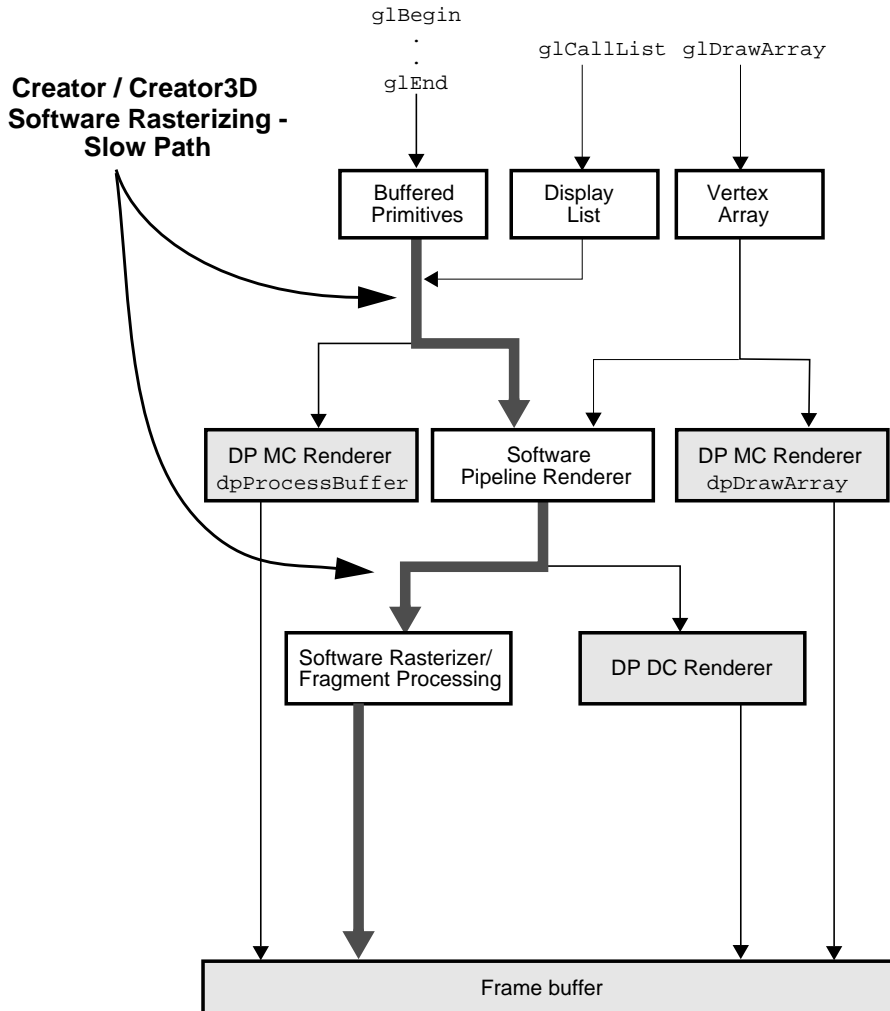 glBegin
.
.
glEnd
glCallList
glDrawArray
Creator / Creator3D
Software Rasterizing -
Slow Path
Buffered
Primitives
Display
List
Vertex
Array
DP MC Renderer
dpProcessBuffer
Software
Pipeline Renderer
DP MC Renderer
dpDrawArray
Software Rasterizer/
Fragment Processing
DP DC Renderer
Frame buffer